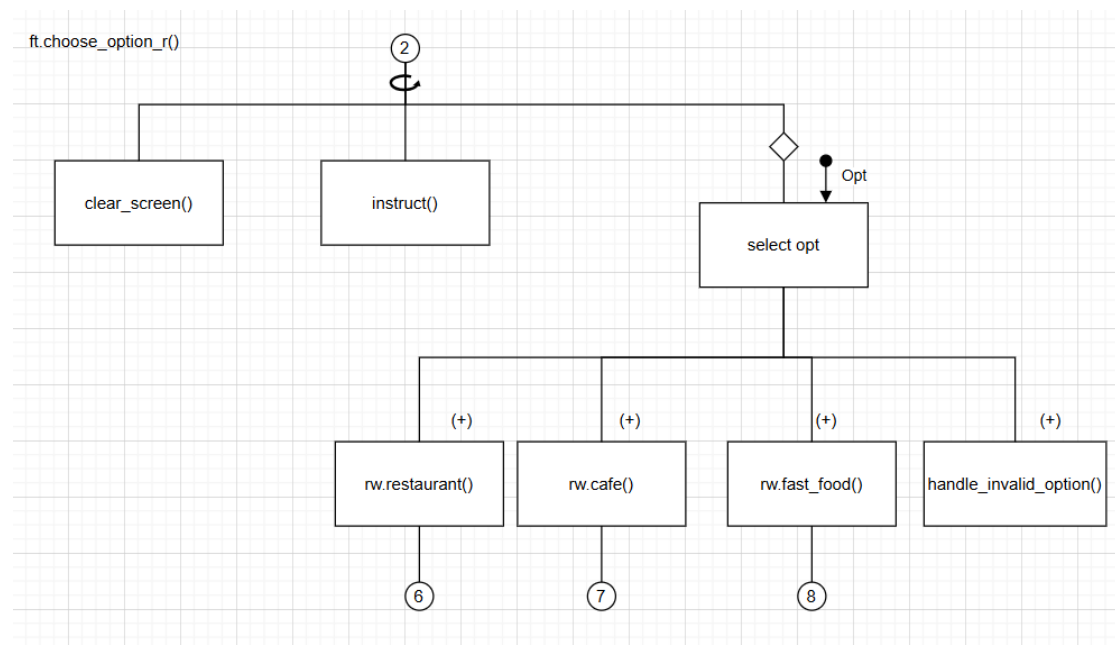 ft.choose_option_r()
2
clear_screen()
instruct()
Opt
select opt
(+)
(+)
(+)
(+)
rw.restaurant()
rw.cafe()
rw.fast_food()
handle_invalid_option()
6
7
8